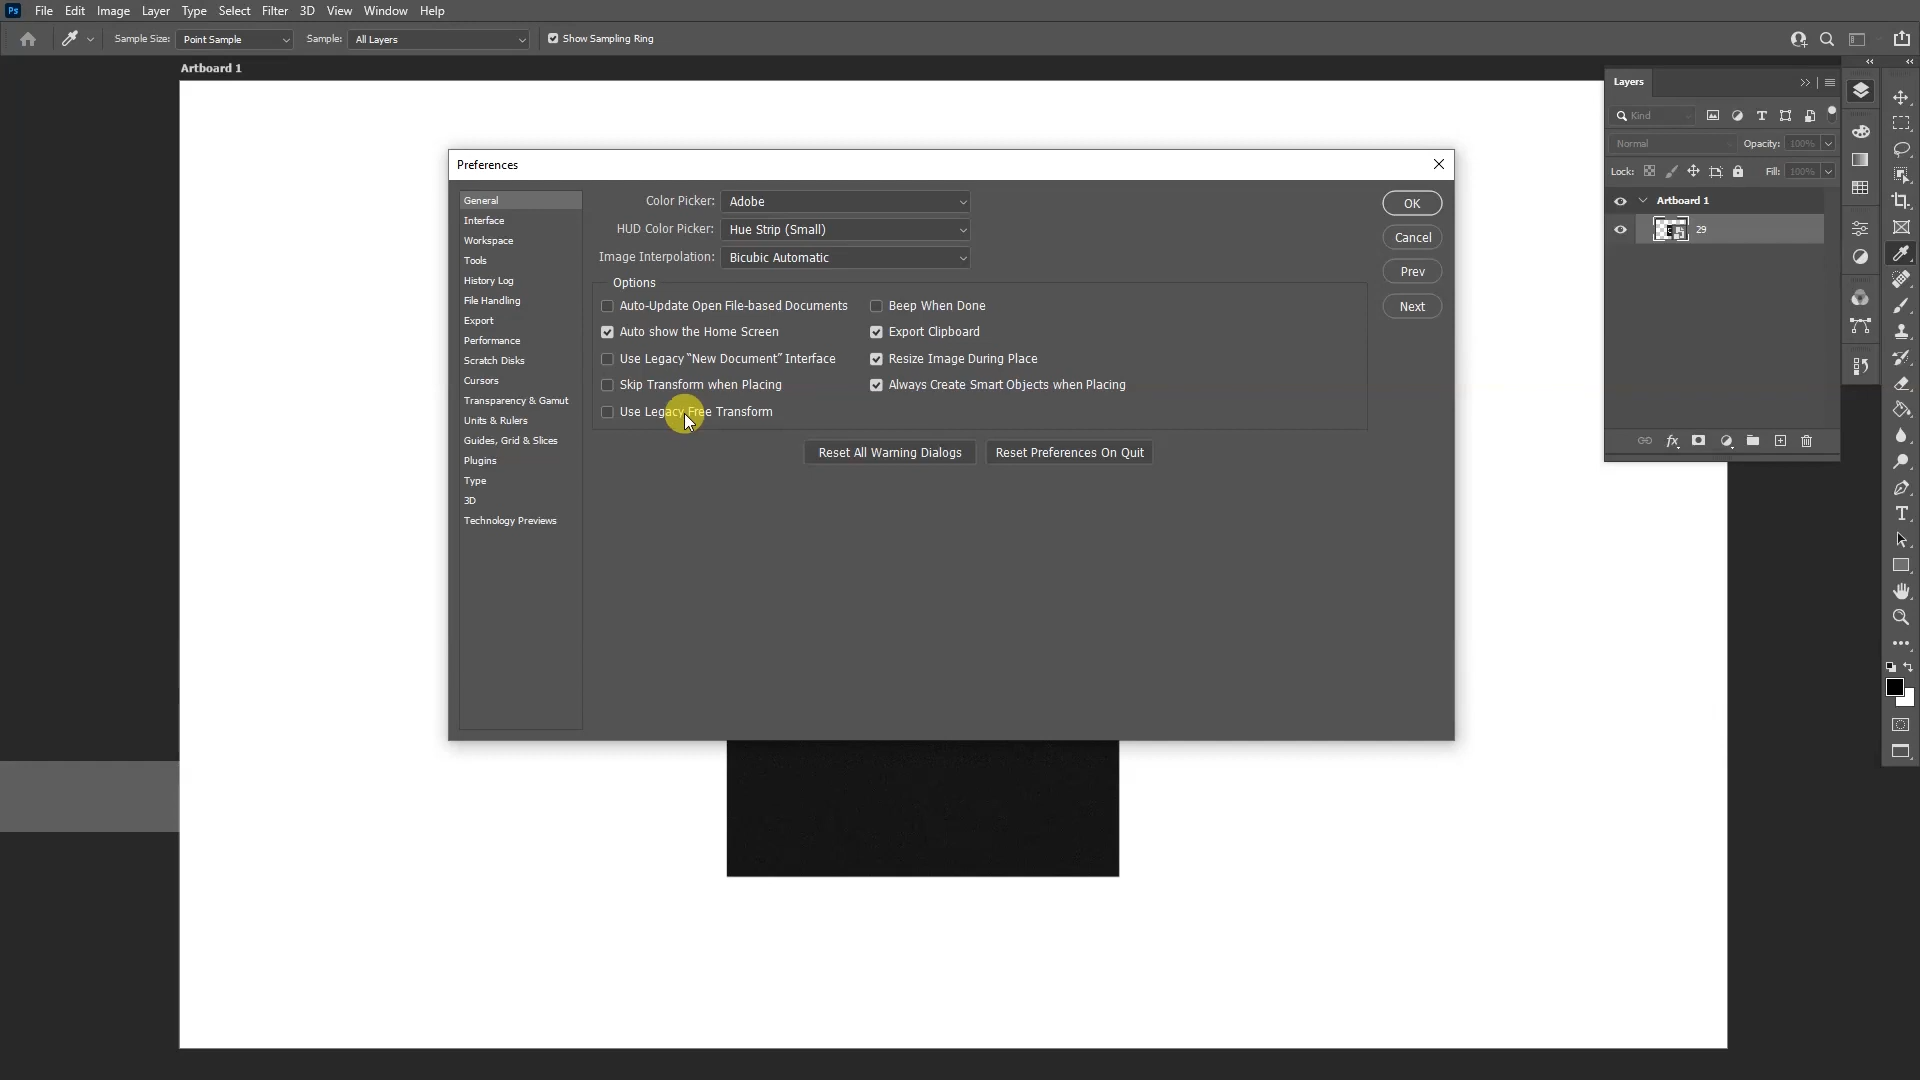 Ps File Edit Image Layer Type Select Filter 3D View Window Help
Sample Size: Point Sample Sample: All Layers Show Sampling Ring
Artboard 1
Preferences
General
Interface
Workspace
Tools
History Log
File Handling
Export
Performance
Scratch Disks
Cursors
Transparency & Gamut
Units & Rulers
Guides, Grid & Slices
Plugins
Type
3D
Technology Previews
Color Picker: Adobe
HUD Color Picker: Hue Strip (Small)
Image Interpolation: Bicubic Automatic
Options
Auto-Update Open File-based Documents
Beep When Done
Auto show the Home Screen
Export Clipboard
Use Legacy “New Document” Interface
Resize Image During Place
Skip Transform when Placing
Always Create Smart Objects when Placing
Use Legacy Free Transform
Reset All Warning Dialogs
Reset Preferences On Quit
OK
Cancel
Prev
Next
Layers
Kind
Normal Opacity: 100%
Lock: Fill: 100%
Artboard 1
29